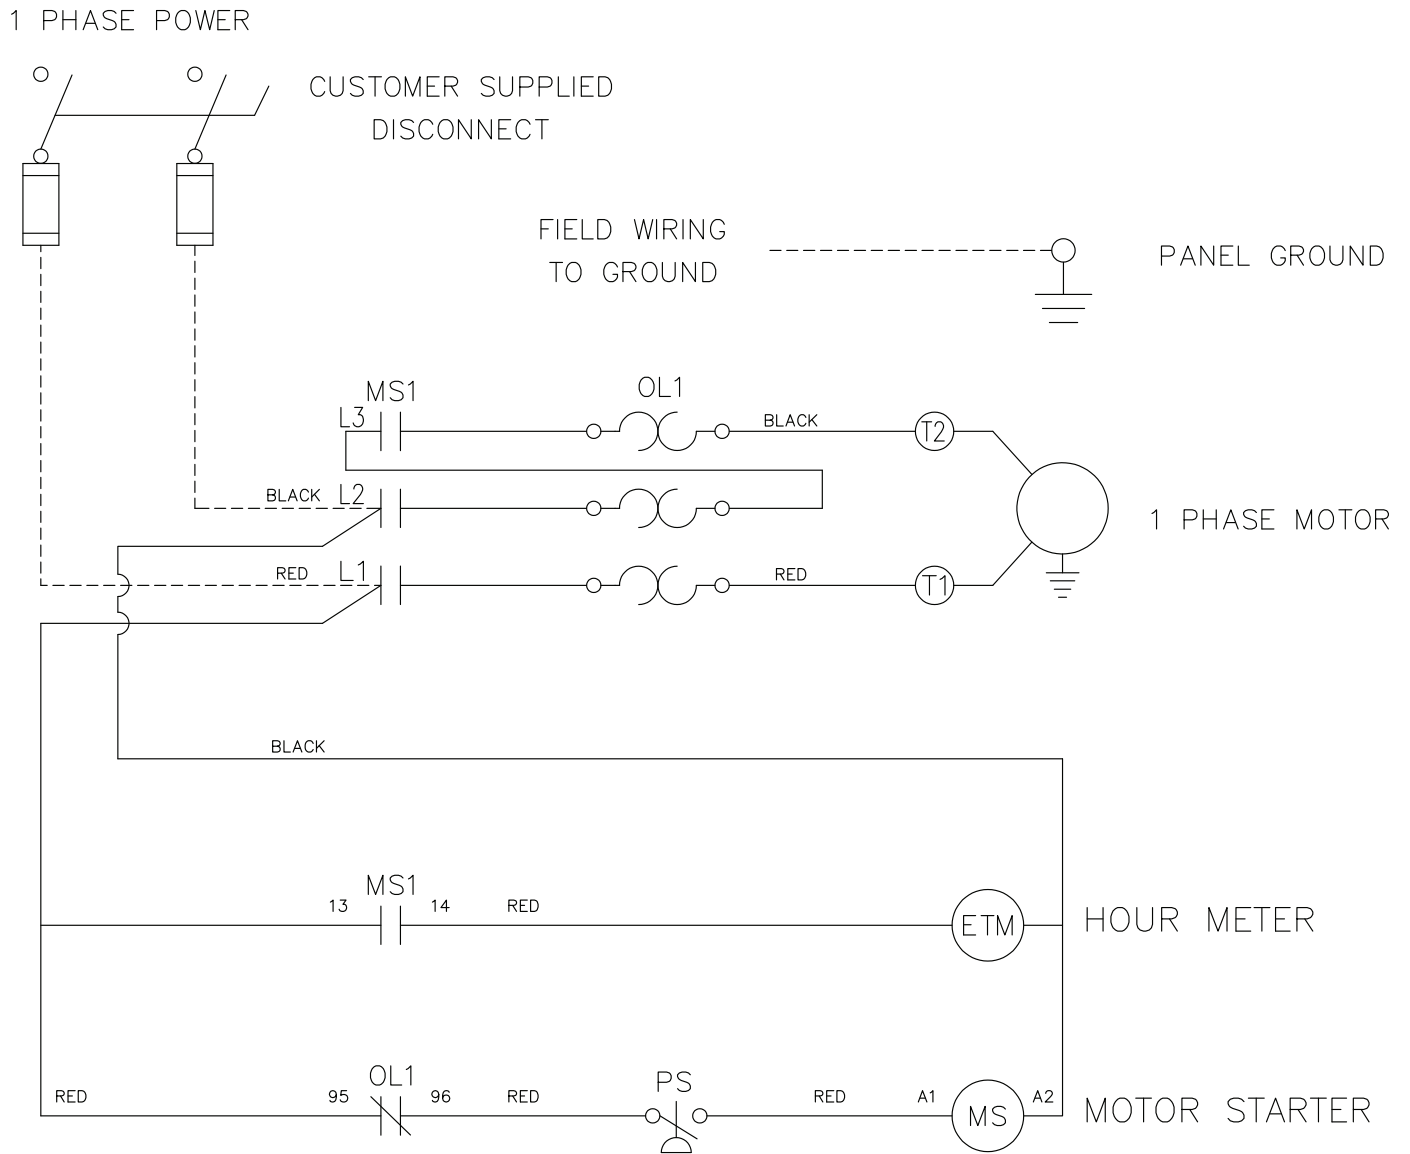 1 PHASE POWER
CUSTOMER SUPPLIED
DISCONNECT
FIELD WIRING
TO GROUND
PANEL GROUND
MS1
OL1
L3
BLACK
T2
BLACK
L2
1 PHASE MOTOR
RED
L1
RED
T1
BLACK
MS1
13
14
RED
ETM
HOUR METER
OL1
PS
RED
95
96
RED
RED
A1
MS
A2
MOTOR STARTER